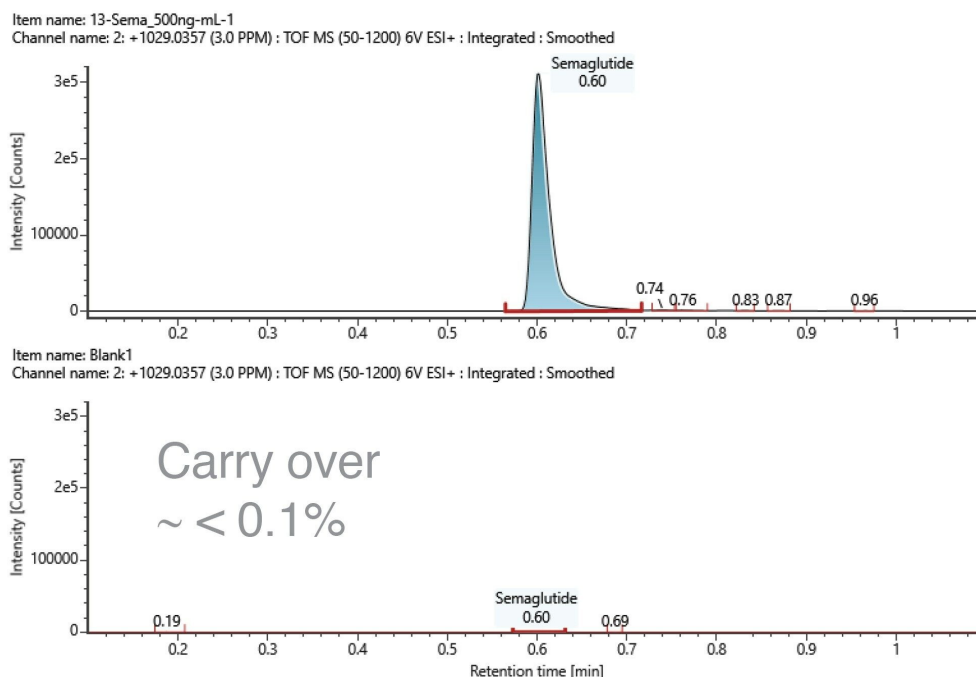 Item name: 13-Sema_500ng-mL-1
Channel name: 2: +1029.0357 (3.0 PPM) : TOF MS (50-1200) 6V ESI+ : Integrated : Smoothed
Semaglutide
0.60
3e5
2e5
100000
0
Intensity [Counts]
0.74
0.76
0.83
0.87
0.96
0.2 0.3 0.4 0.5 0.6 0.7 0.8 0.9 1
Item name: Blank1
Channel name: 2: +1029.0357 (3.0 PPM) : TOF MS (50-1200) 6V ESI+ : Integrated : Smoothed
3e5
2e5
100000
0
Intensity [Counts]
Carry over
~ < 0.1%
Semaglutide
0.60
0.19
0.69
0.2 0.3 0.4 0.5 0.6 0.7 0.8 0.9 1
Retention time [min]